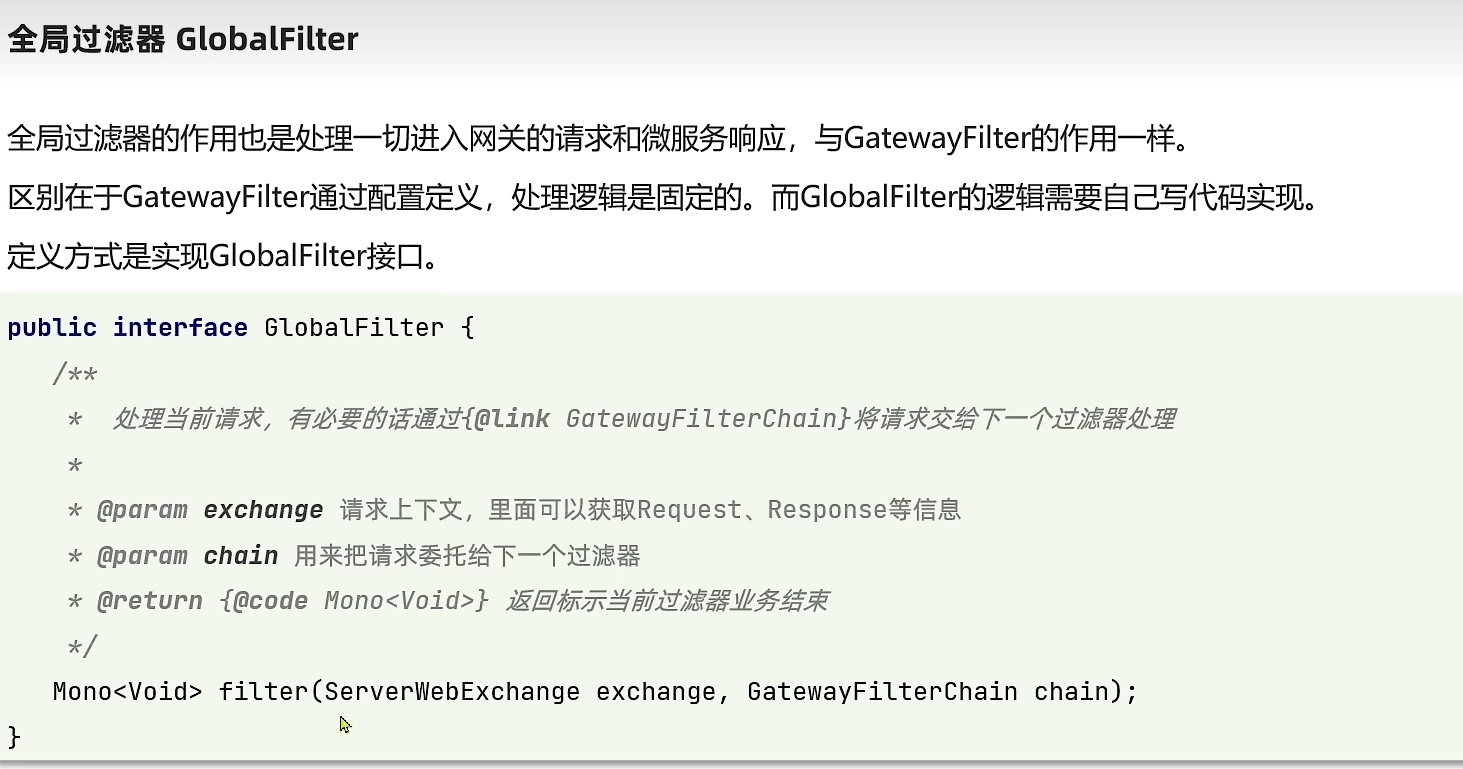 全局过滤器 GlobalFilter
全局过滤器的作用也是处理一切进入网关的请求和微服务响应，与GatewayFilter的作用一样。
区别在于GatewayFilter通过配置定义，处理逻辑是固定的。而GlobalFilter的逻辑需要自己写代码实现。
定义方式是实现GlobalFilter接口。
public interface GlobalFilter {
/**
* 处理当前请求，有必要的话通过{@link GatewayFilterChain}将请求交给下一个过滤器处理
*
* @param exchange 请求上下文，里面可以获取Request、Response等信息
* @param chain 用来把请求委托给下一个过滤器
* @return {@code Mono<Void>} 返回标示当前过滤器业务结束
*/
Mono<Void> filter(ServerWebExchange exchange, GatewayFilterChain chain);
}